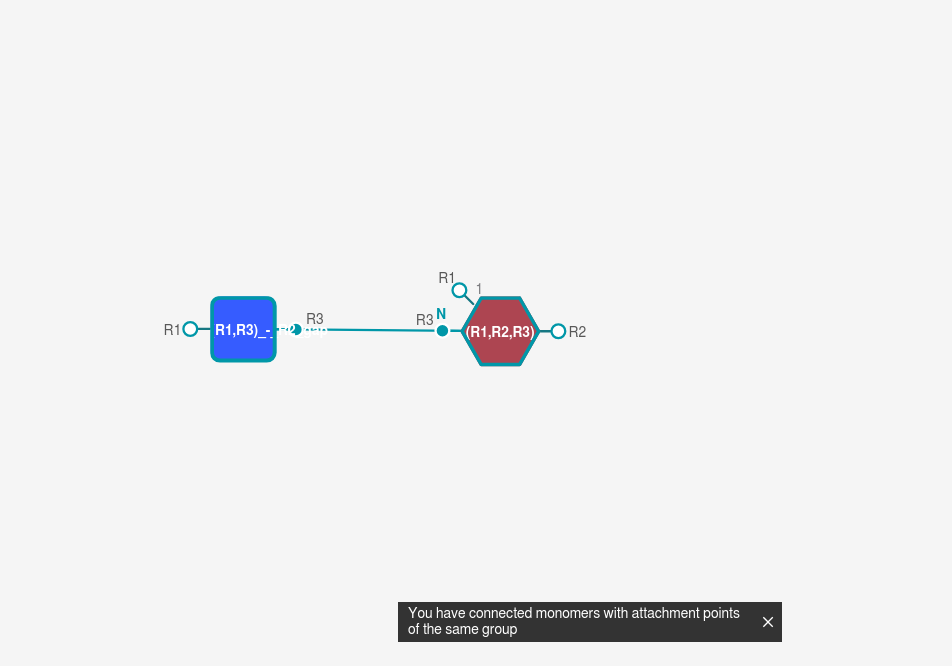 R1
1
R3
R3
N
R1
R1,R3)_-_R2_gap
(R1,R2,R3)
R2
You have connected monomers with attachment points
of the same group